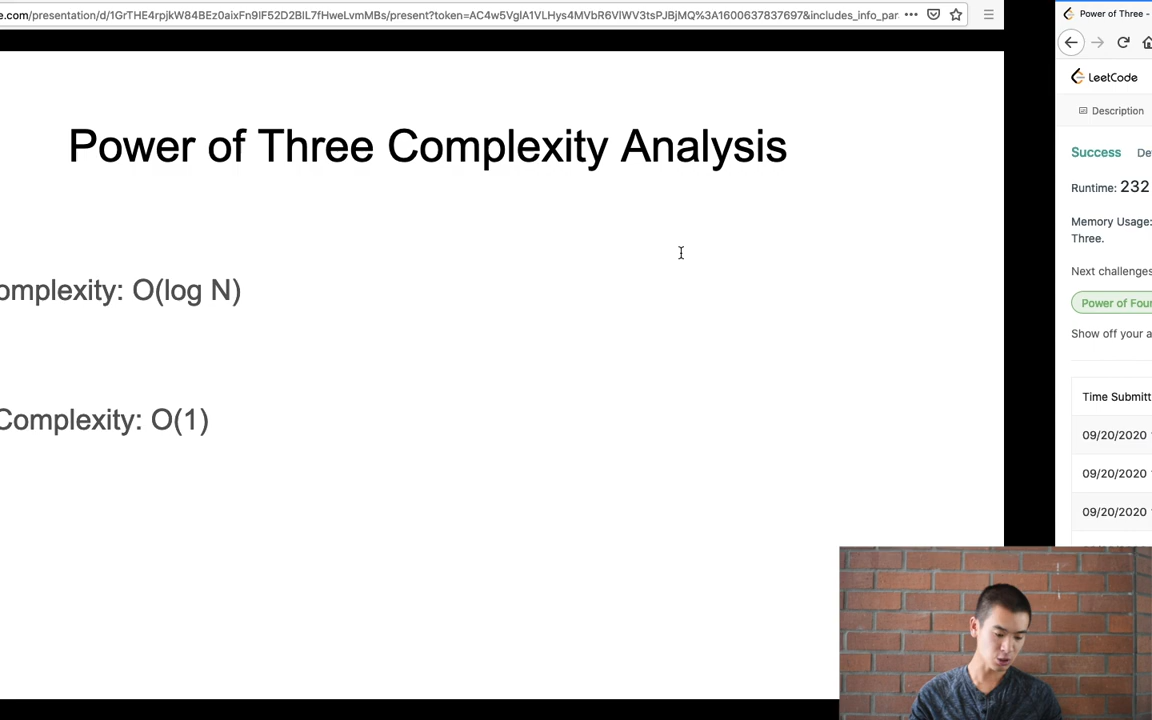 e.com/presentation/d/1GrTHE4rpjkW84BEz0aixFn9lF52D2BIL7fHweLvmMBs/present?token=AC4w5VglA1VLHys4MVbR6VlWV3tsPJBjMQ%3A1600637837697&includes_info_par
Power of Three -
LeetCode
Description
Power of Three Complexity Analysis
Success De
Runtime: 232
Memory Usage:
Three.
Next challenges
omplexity: O(log N)
Power of Four
Show off your a
Time Submitt
Complexity: O(1)
09/20/2020
09/20/2020
09/20/2020